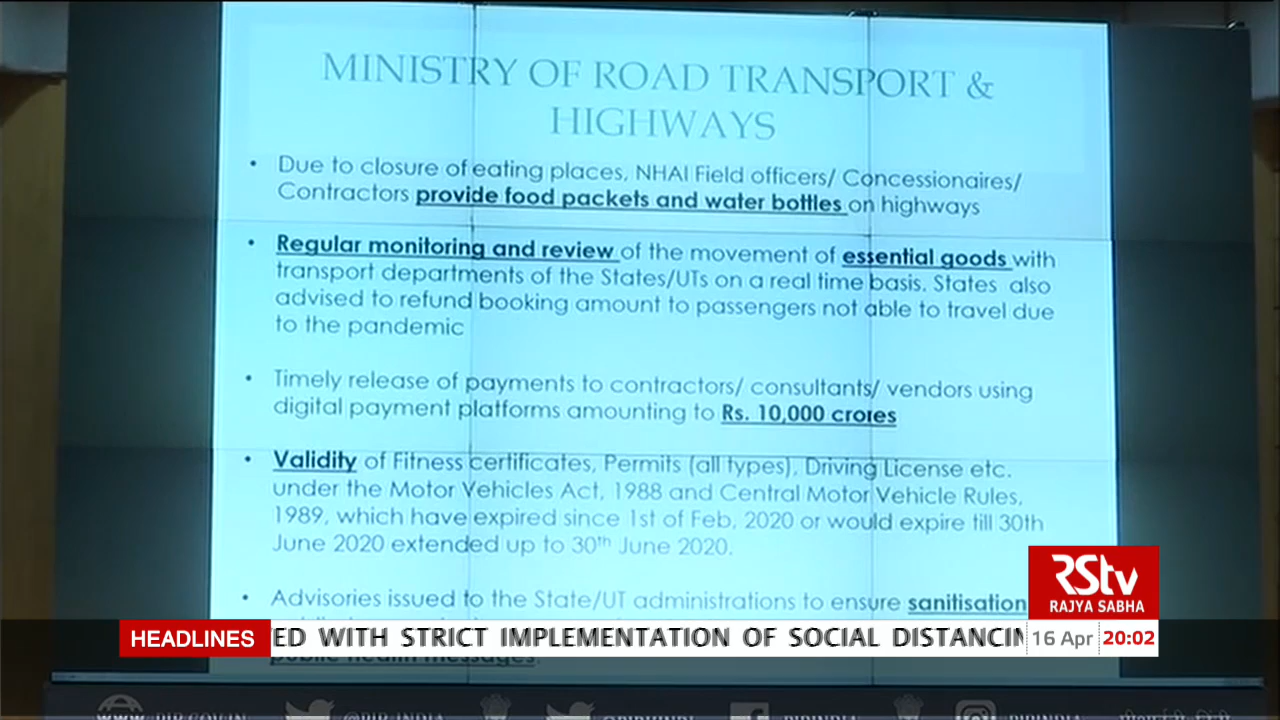 MINISTRY OF ROAD TRANSPORT &
HIGHWAYS
• Due to closure of eating places, NHAI Field officers/ Concessionaires/
Contractors provide food packets and water bottles on highways
• Regular monitoring and review of the movement of essential goods with
transport departments of the States/UTs on a real time basis. States also
advised to refund booking amount to passengers not able to travel due
to the pandemic
• Timely release of payments to contractors/ consultants/ vendors using
digital payment platforms amounting to Rs. 10,000 crores
• Validity of Fitness certificates, Permits (all types), Driving License etc.
under the Motor Vehicles Act, 1988 and Central Motor Vehicle Rules,
1989, which have expired since 1st of Feb, 2020 or would expire till 30th
June 2020 extended up to 30th June 2020.
• Advisories issued to the State/UT administrations to ensure sanitisation
RSTV
RAJYA SABHA
HEADLINES TED WITH STRICT IMPLEMENTATION OF SOCIAL DISTANCIN 16 Apr 20:02
public health messages.